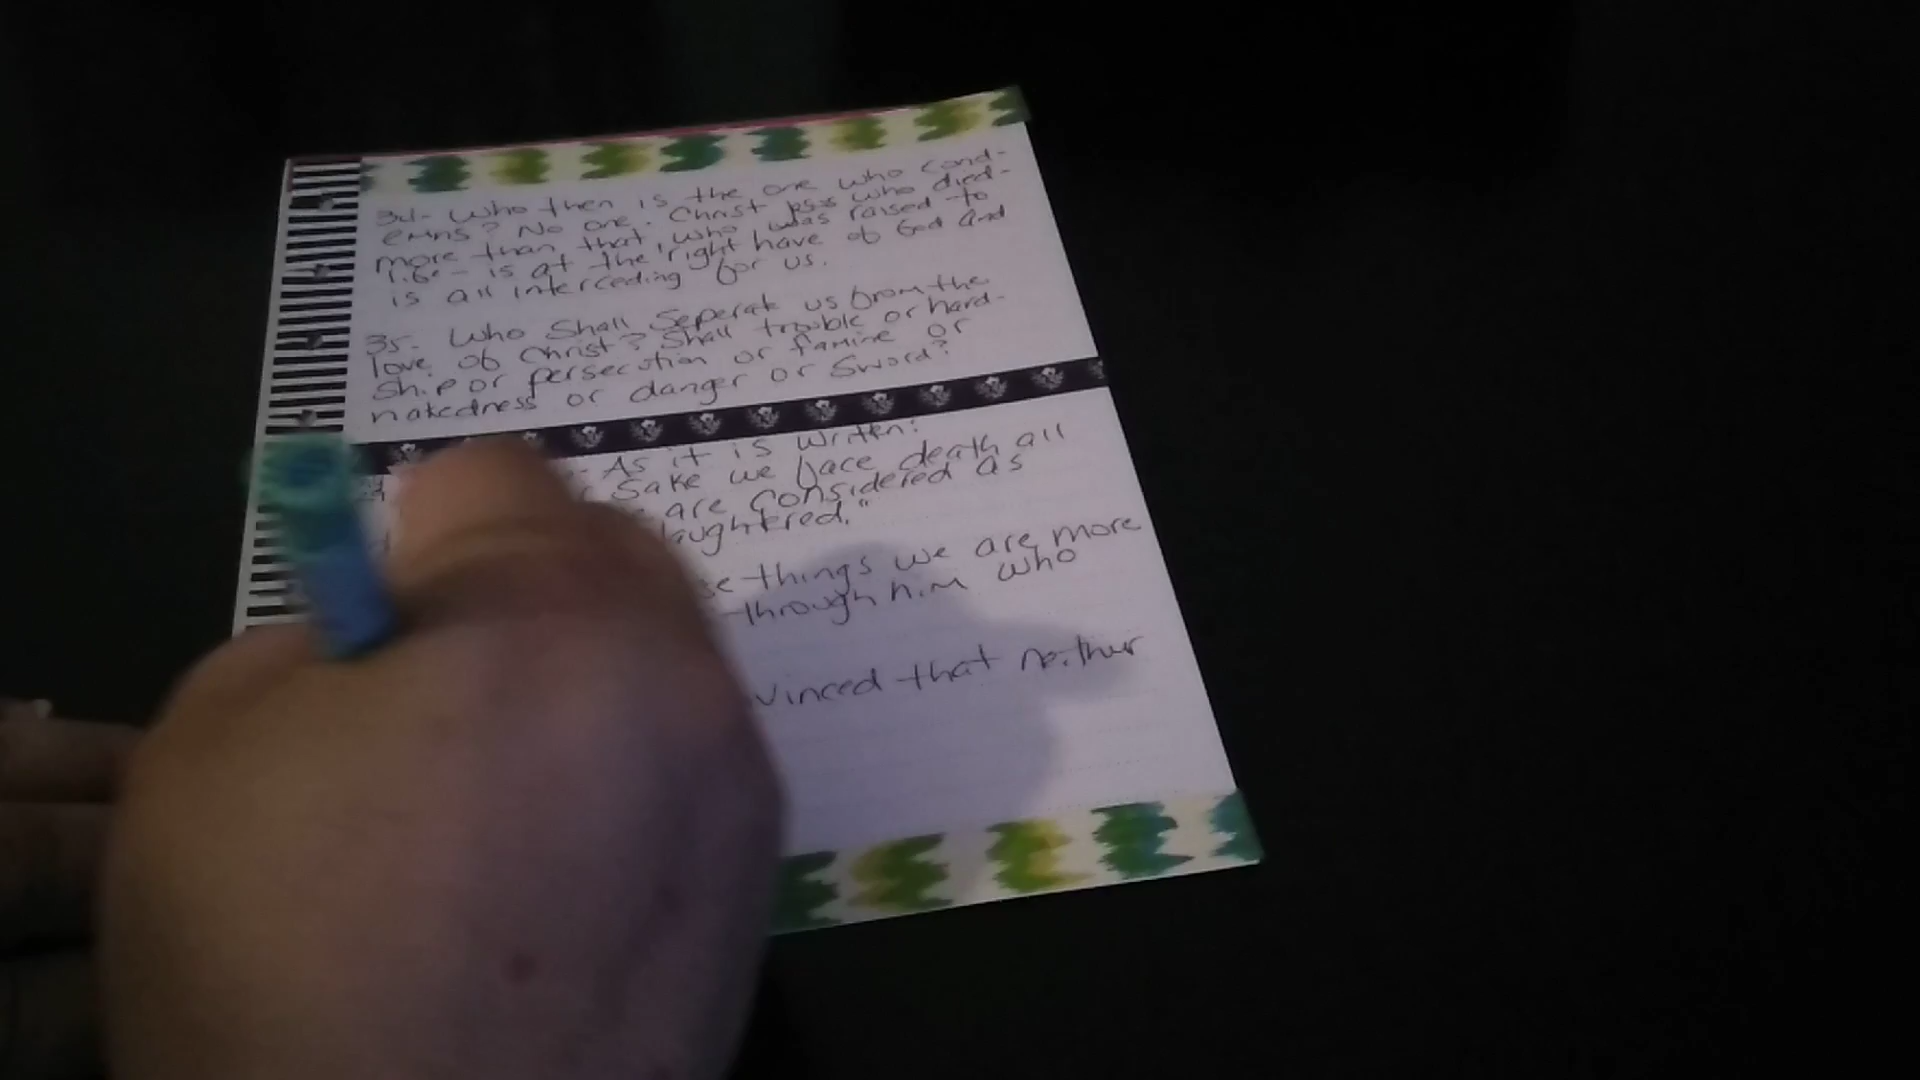 34- Who then is the one who cond-
emns? No one. Christ Jesus who died-
more than that, who was raised to
life - is at the right have of God and
is all interceding for us.
35- Who Shall Seperate us from the
love of Christ? Shall trouble or hard-
ship or persecution or famine or
nakedness or danger or Sword?
As it is written:
Sake we face death all
are considered as
laughtered."
se things we are more
through him who
vinced that neither